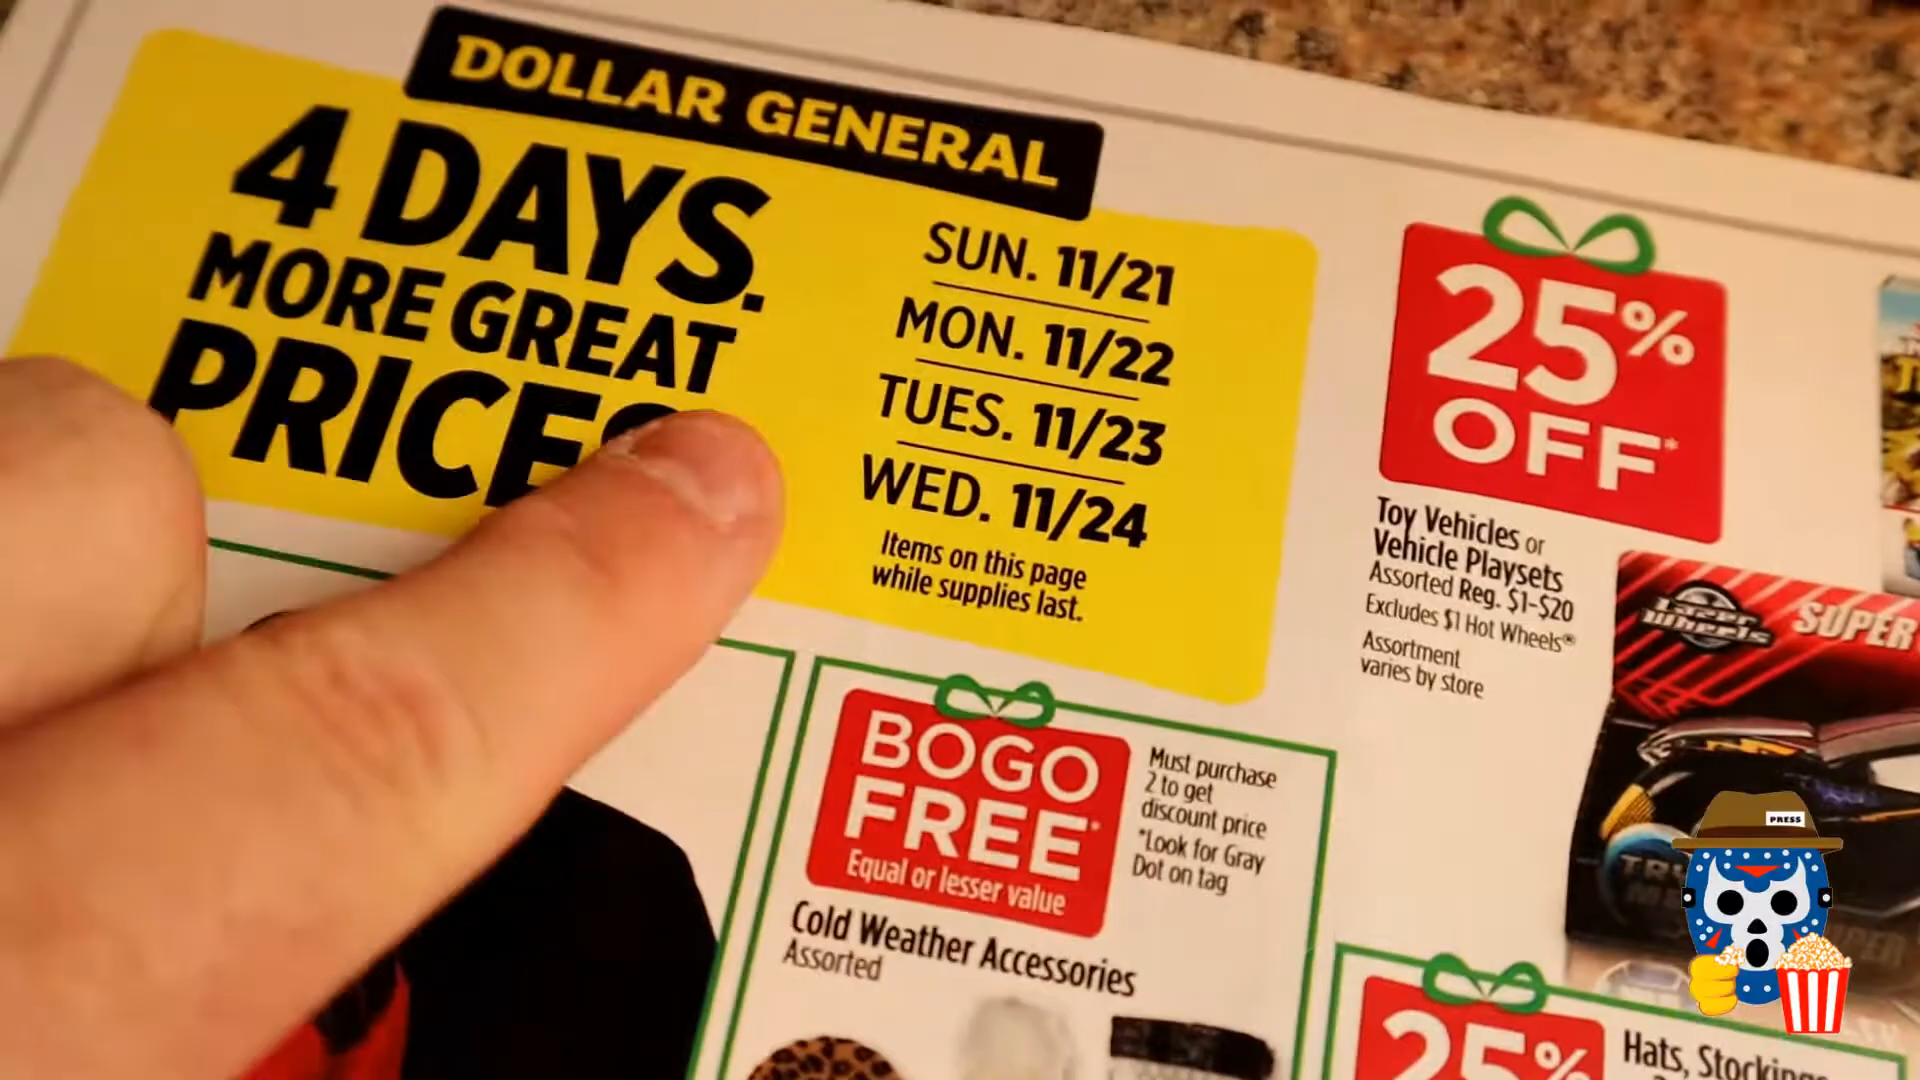 DOLLAR GENERAL
4 DAYS.
MORE GREAT
PRICES
SUN. 11/21
MON. 11/22
TUES. 11/23
WED. 11/24
Items on this page
while supplies last.
25%
OFF*
Toy Vehicles or
Vehicle Playsets
Assorted Reg. $1-$20
Excludes $1 Hot Wheels®
Assortment
varies by store
SUPER
BOGO
FREE*
Equal or lesser value
Must purchase
2 to get
discount price
*Look for Gray
Dot on tag
Cold Weather Accessories
Assorted
PRESS
25%
Hats, Stockings